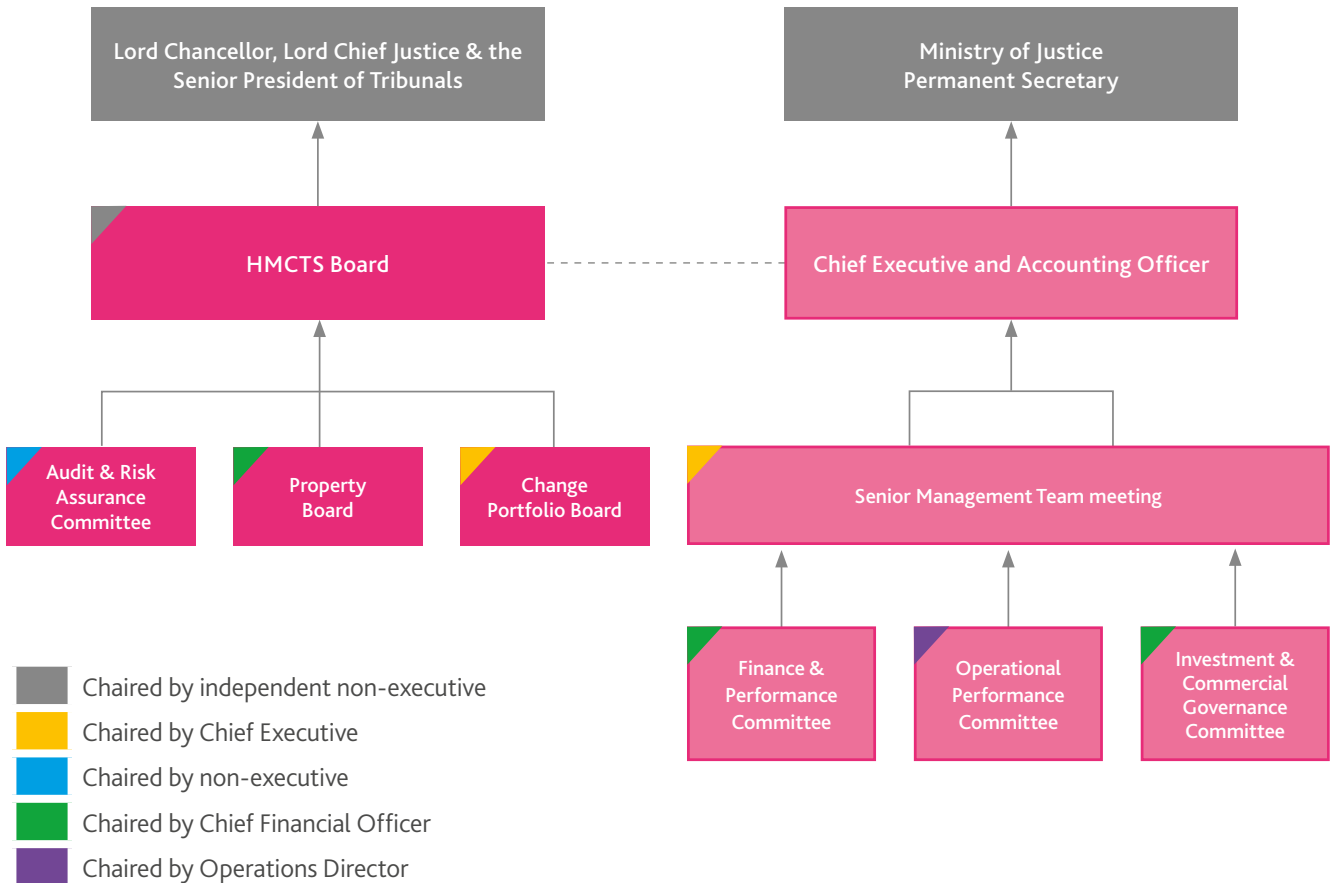 Lord Chancellor, Lord Chief Justice & the
Senior President of Tribunals
Ministry of Justice
Permanent Secretary
HMCTS Board
Chief Executive and Accounting Officer
Audit & Risk
Assurance
Committee
Property
Board
Change
Portfolio Board
Senior Management Team meeting
Finance &
Performance
Committee
Operational
Performance
Committee
Investment &
Commercial
Governance
Committee
Chaired by independent non-executive
Chaired by Chief Executive
Chaired by non-executive
Chaired by Chief Financial Officer
Chaired by Operations Director